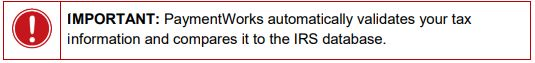 IMPORTANT: PaymentWorks automatically validates your tax
information and compares it to the IRS database.